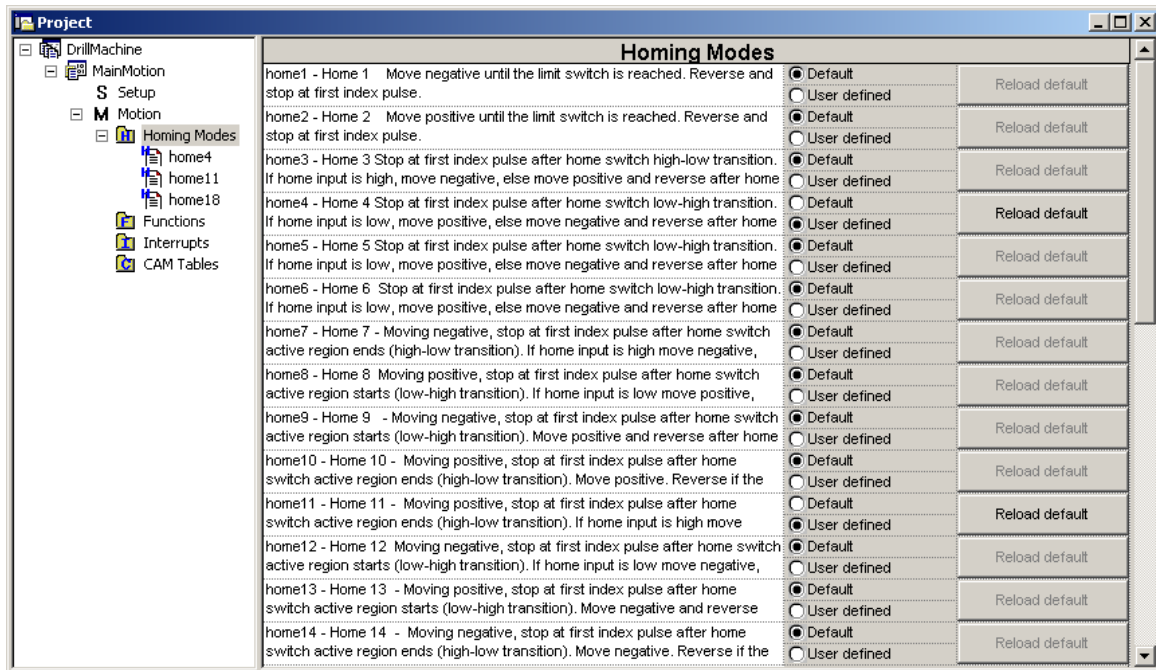 Project
DrillMachine
MainMotion
S Setup
M Motion
Homing Modes
home4
home11
home18
Functions
Interrupts
CAM Tables
Homing Modes
home1 - Home 1 Move negative until the limit switch is reached. Reverse and
stop at first index pulse.
Default
User defined
Reload default
home2 - Home 2 Move positive until the limit switch is reached. Reverse and
stop at first index pulse.
Default
User defined
Reload default
home3 - Home 3 Stop at first index pulse after home switch high-low transition.
If home input is high, move negative, else move positive and reverse after home
Default
User defined
Reload default
home4 - Home 4 Stop at first index pulse after home switch low-high transition.
If home input is low, move positive, else move negative and reverse after home
Default
User defined
Reload default
home5 - Home 5 Stop at first index pulse after home switch low-high transition.
If home input is low, move positive, else move negative and reverse after home
Default
User defined
Reload default
home6 - Home 6 Stop at first index pulse after home switch low-high transition.
If home input is low, move positive, else move negative and reverse after home
Default
User defined
Reload default
home7 - Home 7 - Moving negative, stop at first index pulse after home switch
active region ends (high-low transition). If home input is high move negative,
Default
User defined
Reload default
home8 - Home 8 Moving positive, stop at first index pulse after home switch
active region starts (low-high transition). If home input is low move positive,
Default
User defined
Reload default
home9 - Home 9 - Moving negative, stop at first index pulse after home switch
active region starts (low-high transition). Move positive and reverse after home
Default
User defined
Reload default
home10 - Home 10 - Moving positive, stop at first index pulse after home
switch active region ends (high-low transition). Move positive. Reverse if the
Default
User defined
Reload default
home11 - Home 11 - Moving positive, stop at first index pulse after home
switch active region ends (high-low transition). If home input is high move
Default
User defined
Reload default
home12 - Home 12 Moving negative, stop at first index pulse after home switch
active region starts (low-high transition). If home input is low move negative,
Default
User defined
Reload default
home13 - Home 13 - Moving positive, stop at first index pulse after home
switch active region starts (low-high transition). Move negative and reverse
Default
User defined
Reload default
home14 - Home 14 - Moving negative, stop at first index pulse after home
switch active region ends (high-low transition). Move negative. Reverse if the
Default
User defined
Reload default